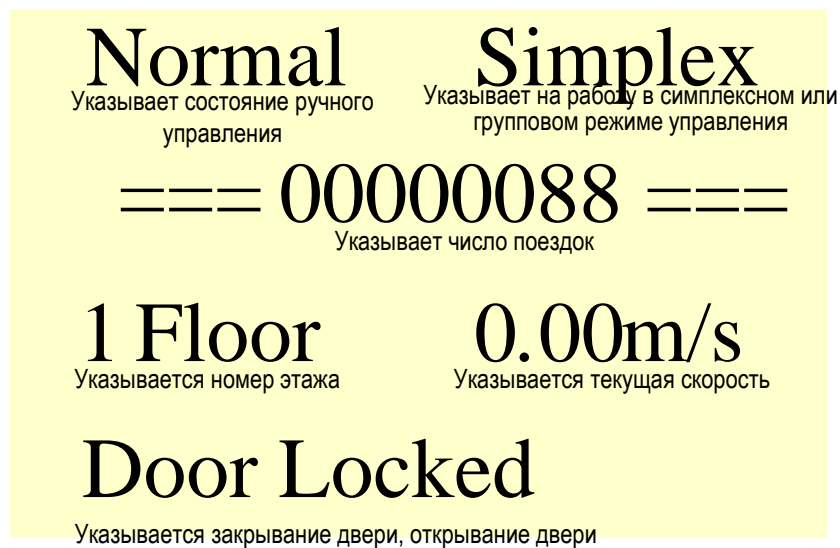 Normal Simplex
Указывает состояние ручного управления
Указывает на работу в симплексном или групповом режиме управления
=== 00000088 ===
Указывает число поездок
1 Floor 0.00m/s
Указывается номер этажа Указывается текущая скорость
Door Locked
Указывается закрывание двери, открывание двери